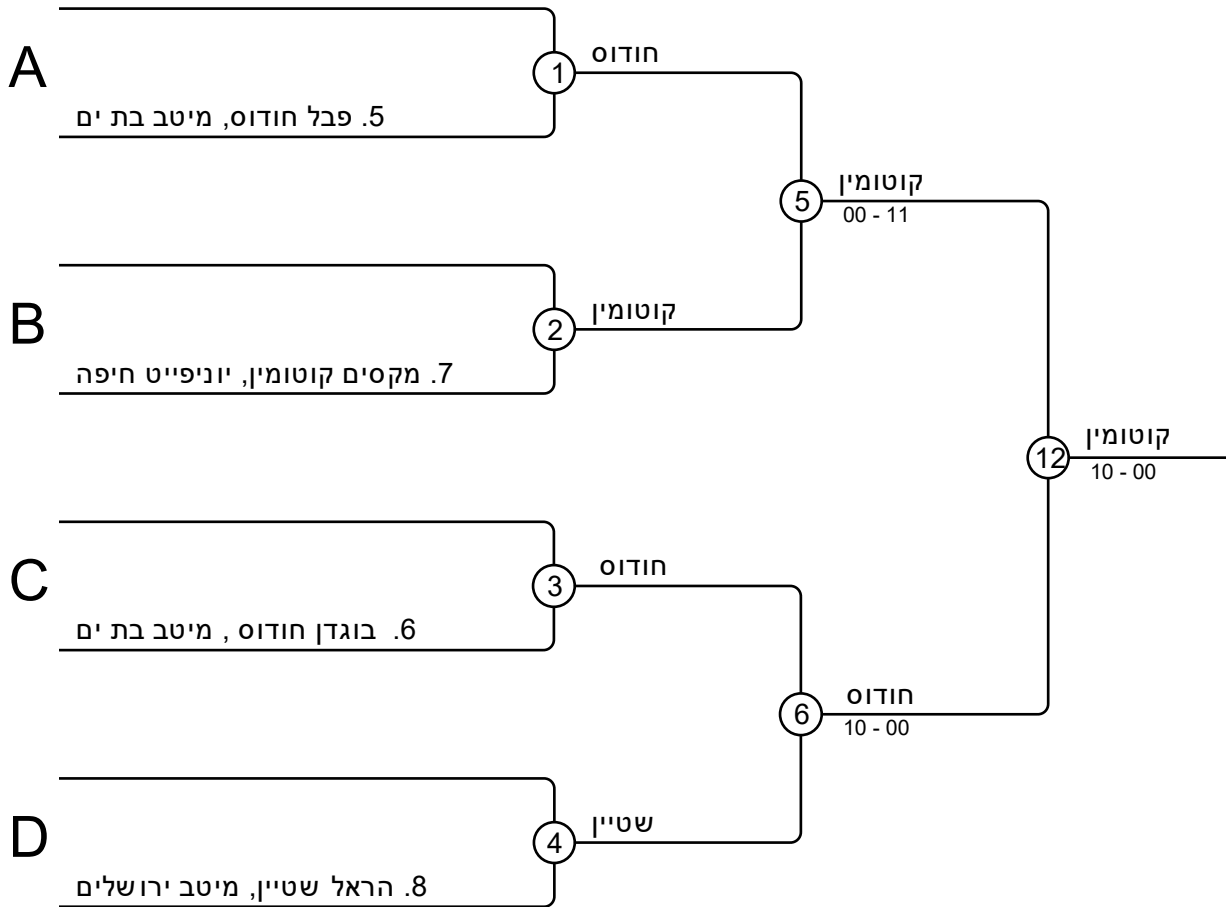 A
1
חודוס
5. פבל חודוס, מיטב בת ים
5
קוטומין
00 - 11
B
2
קוטומין
7. מקסים קוטומין, יוניפייט חיפה
12
קוטומין
10 - 00
C
3
חודוס
6. בוגדן חודוס , מיטב בת ים
6
חודוס
10 - 00
D
4
שטיין
8. הראל שטיין, מיטב ירושלים